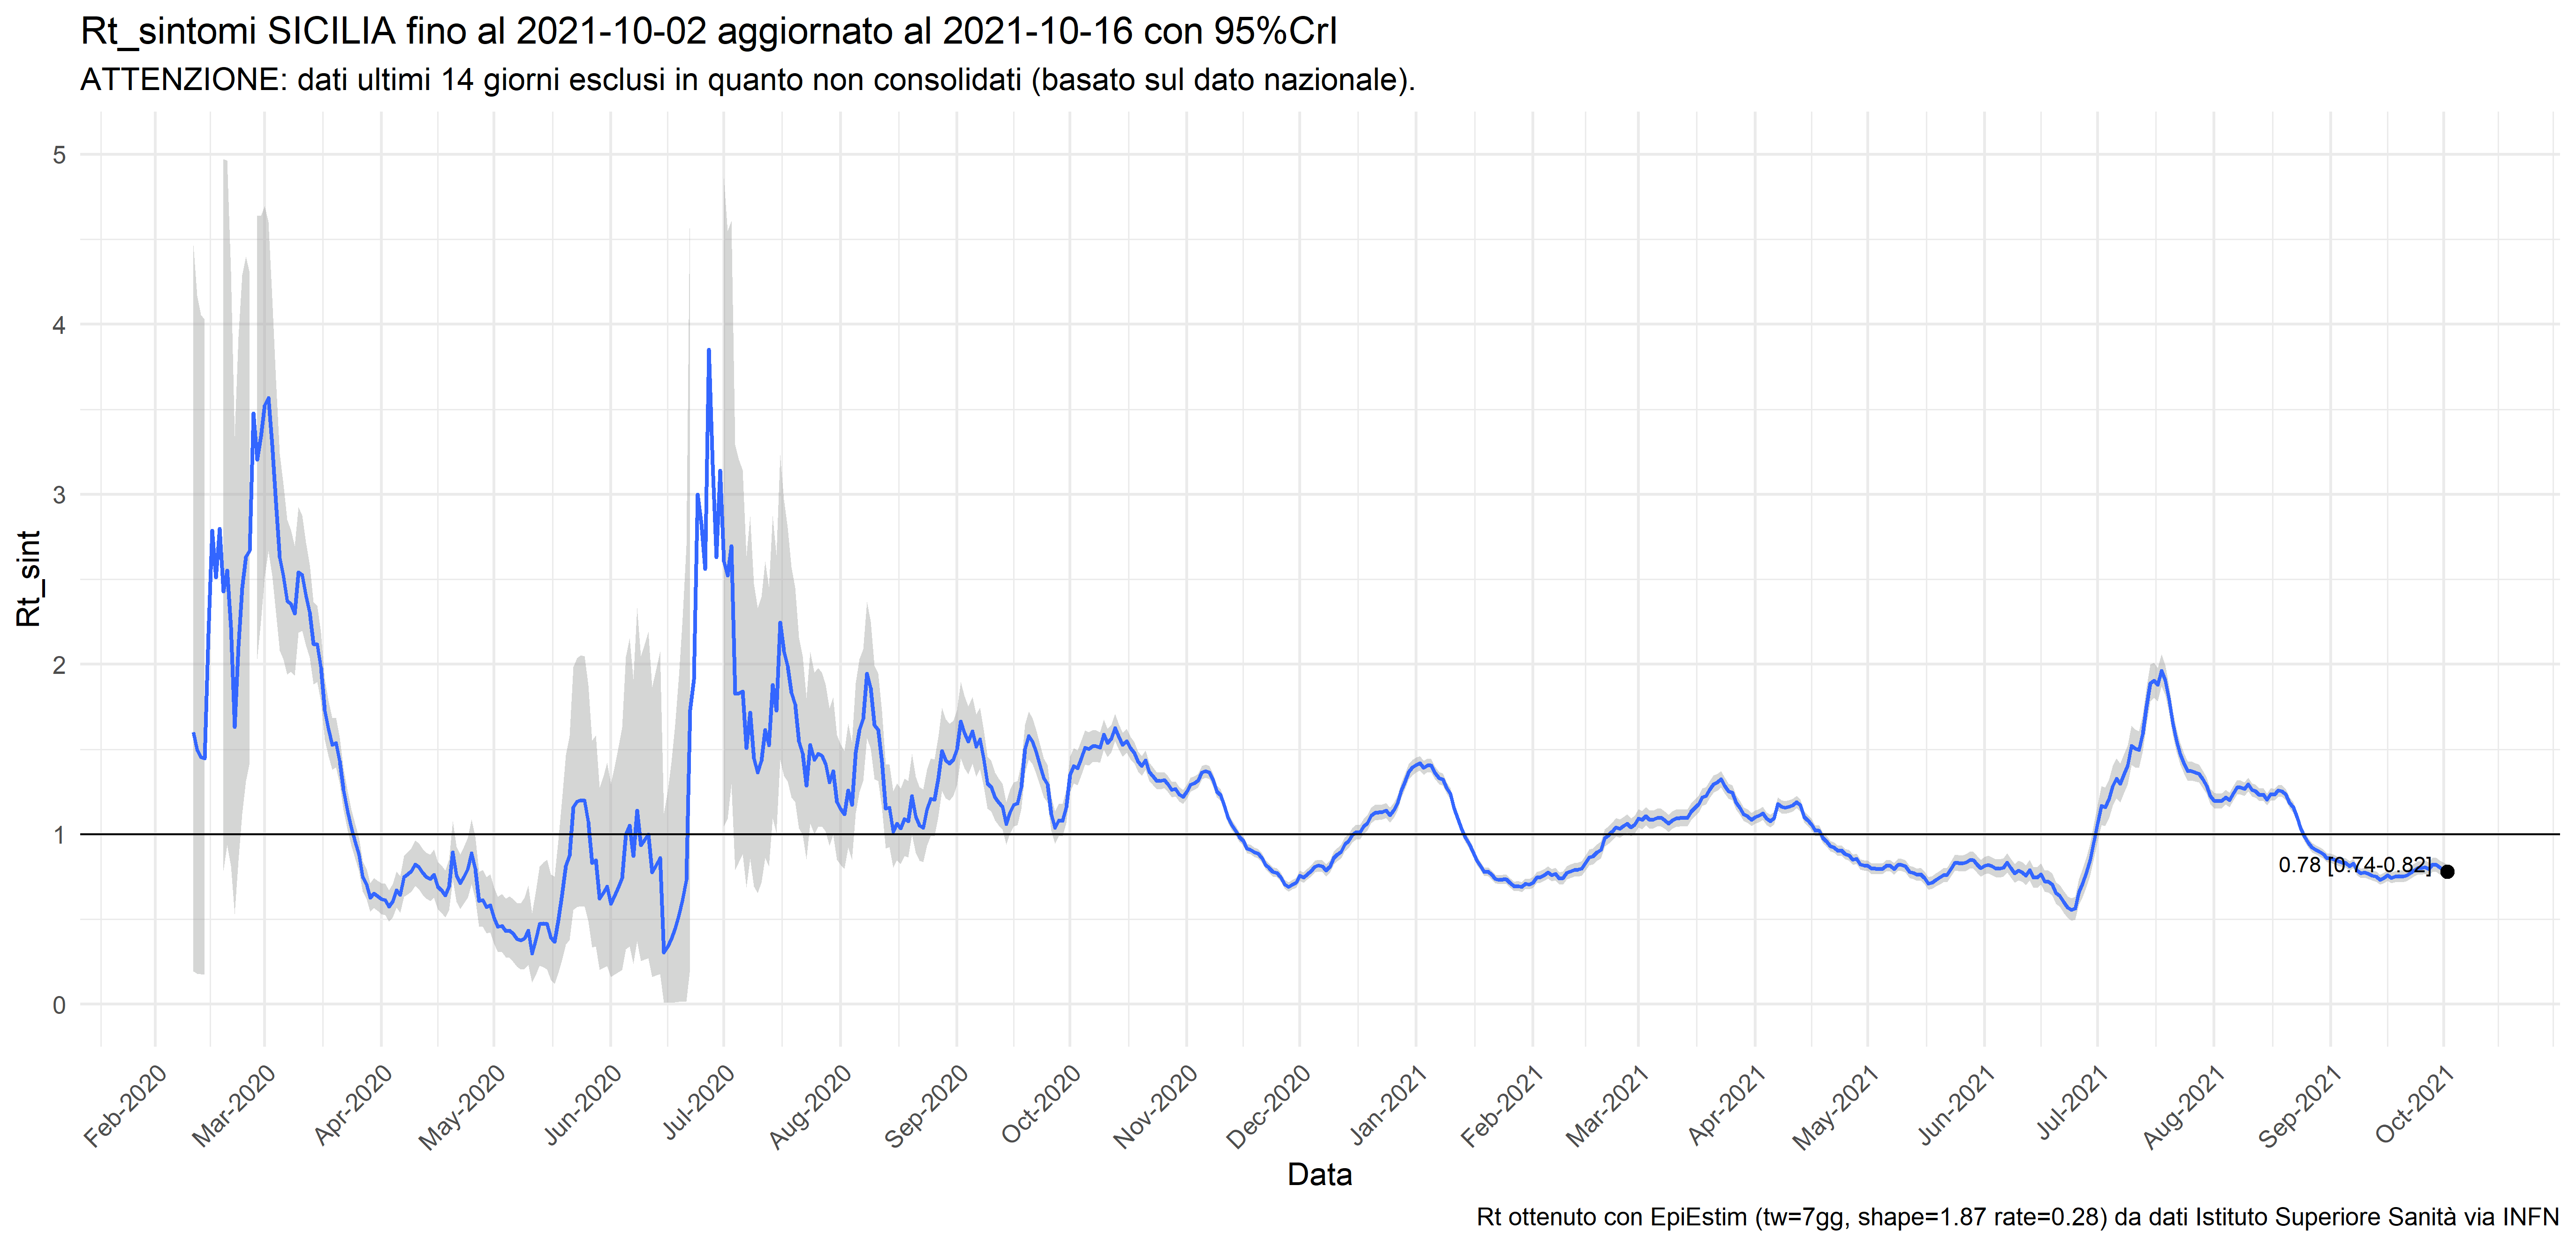 Rt_sintomi SICILIA fino al 2021-10-02 aggiornato al 2021-10-16 con 95%CrI
ATTENZIONE: dati ultimi 14 giorni esclusi in quanto non consolidati (basato sul dato nazionale).
5
4
3
2
1
0
Rt_sint
0.78 [0.74-0.82]
Feb-2020
Mar-2020
Apr-2020
May-2020
Jun-2020
Jul-2020
Aug-2020
Sep-2020
Oct-2020
Nov-2020
Dec-2020
Jan-2021
Feb-2021
Mar-2021
Apr-2021
May-2021
Jun-2021
Jul-2021
Aug-2021
Sep-2021
Oct-2021
Data
Rt ottenuto con EpiEstim (tw=7gg, shape=1.87 rate=0.28) da dati Istituto Superiore Sanità via INFN